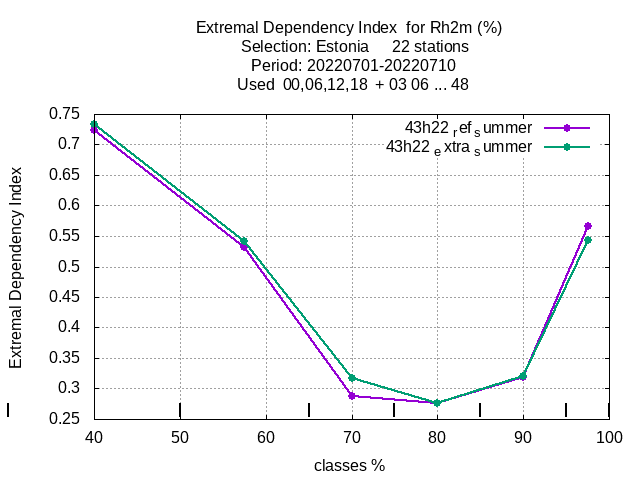 Extremal Dependency Index for Rh2m (%)
Selection: Estonia 22 stations
Period: 20220701-20220710
Used 00,06,12,18 + 03 06 ... 48
43h22 ref summer
43h22 extra summer
0.75
0.7
0.65
0.6
0.55
0.5
0.45
0.4
0.35
0.3
0.25
Extremal Dependency Index
40 50 60 70 80 90 100
classes %